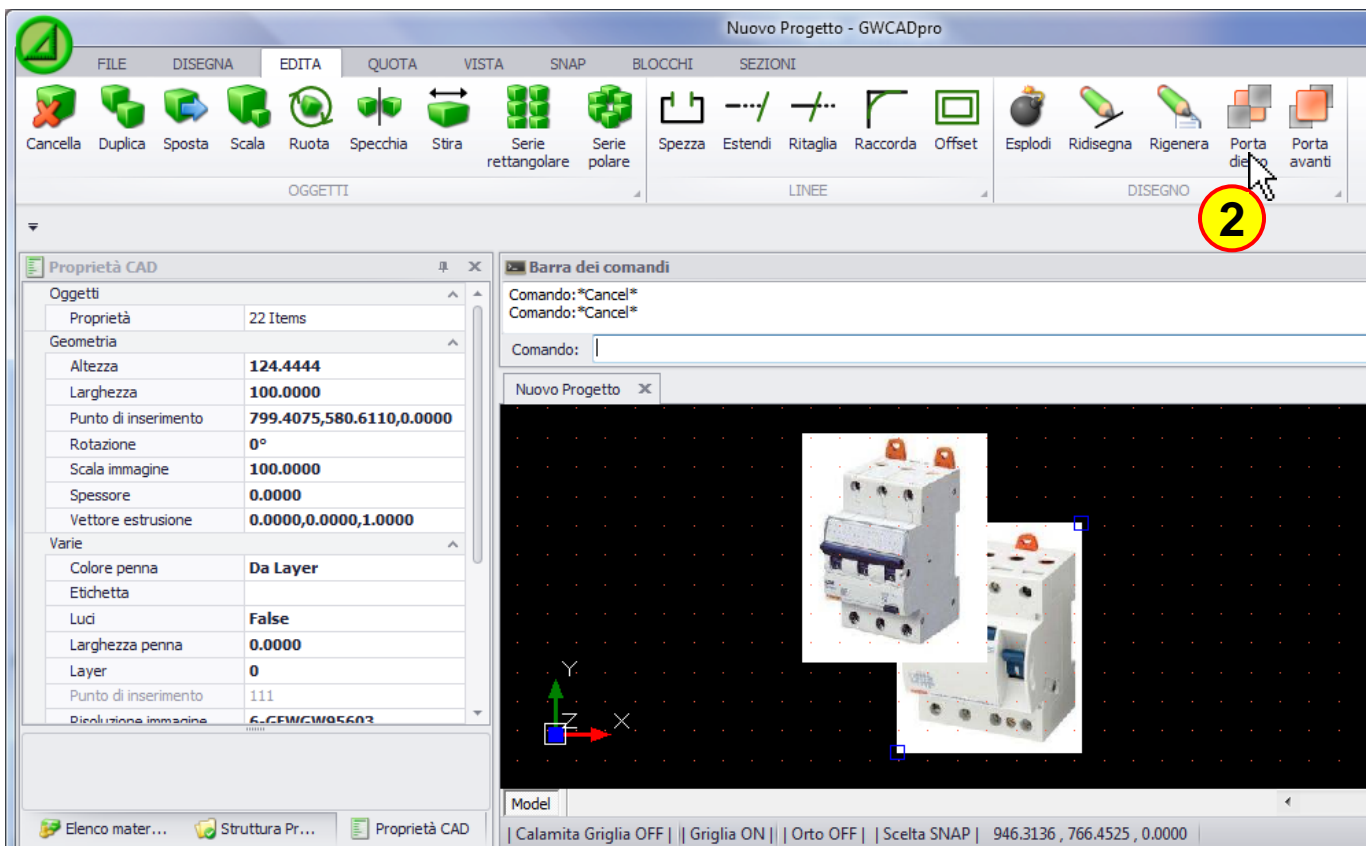 Nuovo Progetto - GWCADpro
FILE DISEGNA EDITA QUOTA VISTA SNAP BLOCCHI SEZIONI
Cancella Duplica Sposta Scala Ruota Specchia Stira Serie rettangolare Serie polare Spezza Estendi Ritaglia Raccorda Offset Esplodi Ridisegna Rigenera Porta Porta avanti
OGGETTI LINEE DISEGNO
2
Proprietà CAD
Oggetti
Proprietà 22 Items
Geometria
Altezza 124.4444
Larghezza 100.0000
Punto di inserimento 799.4075,580.6110,0.0000
Rotazione 0°
Scala immagine 100.0000
Spessore 0.0000
Vettore estrusione 0.0000,0.0000,1.0000
Varie
Colore penna Da Layer
Etichetta
Luci False
Larghezza penna 0.0000
Layer 0
Punto di inserimento 111
Risoluzione immagine 6-GEWGW95603
Elenco mater... Struttura Pr... Proprietà CAD
Barra dei comandi
Comando:*Cancel*
Comando:*Cancel*
Comando:
Nuovo Progetto
Y
Z X
Model
| Calamita Griglia OFF | | Griglia ON | | Orto OFF | | Scelta SNAP | 946.3136 , 766.4525 , 0.0000